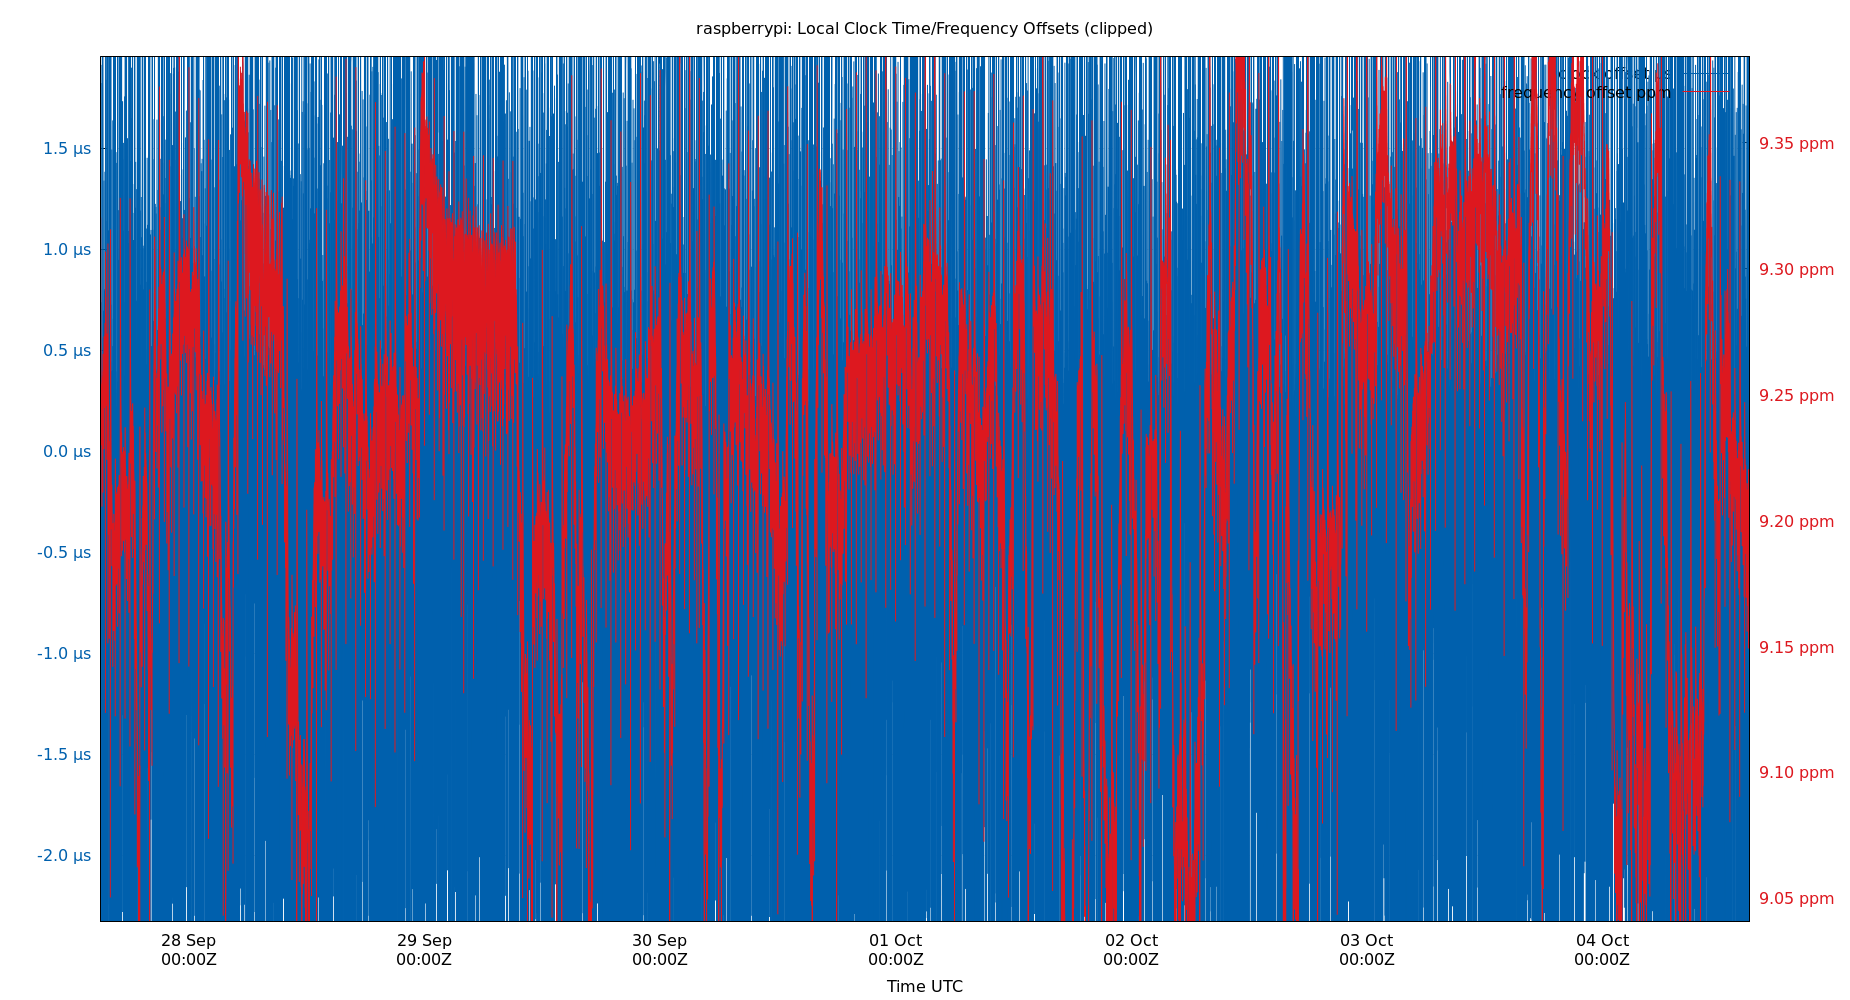 raspberrypi: Local Clock Time/Frequency Offsets (clipped)
clock offset µs
frequency offset ppm
1.5 µs
1.0 µs
0.5 µs
0.0 µs
-0.5 µs
-1.0 µs
-1.5 µs
-2.0 µs
9.35 ppm
9.30 ppm
9.25 ppm
9.20 ppm
9.15 ppm
9.10 ppm
9.05 ppm
28 Sep
00:00Z
29 Sep
00:00Z
30 Sep
00:00Z
01 Oct
00:00Z
02 Oct
00:00Z
03 Oct
00:00Z
04 Oct
00:00Z
Time UTC